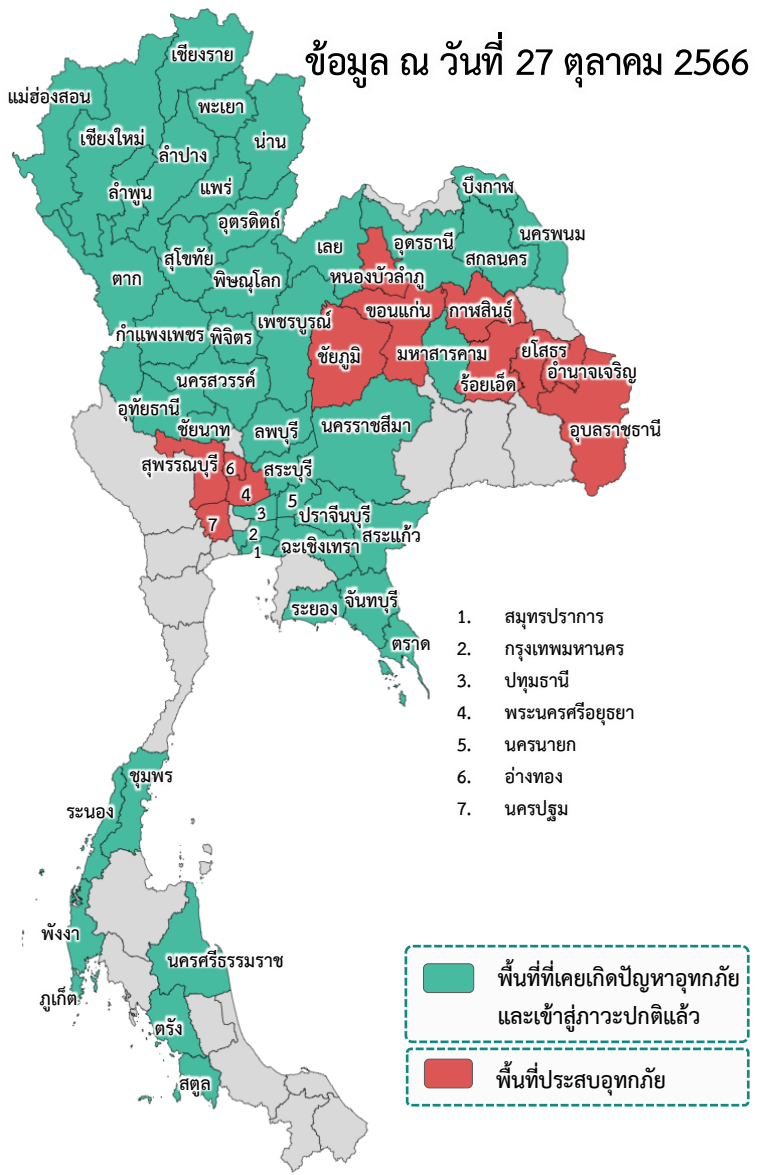 ข้อมูล ณ วันที่ 27 ตุลาคม 2566
เชียงราย
แม่ฮ่องสอน
พะเยา
เชียงใหม่
น่าน
ลำปาง
ลำพูน
แพร่
อุตรดิตถ์
บึงกาฬ
นครพนม
เลย
อุดรธานี
สกลนคร
สุโขทัย
ตาก
พิษณุโลก
หนองบัวลำภู
ขอนแก่น
กาฬสินธุ์
เพชรบูรณ์
กำแพงเพชร
พิจิตร
ชัยภูมิ
มหาสารคาม
ยโสธร
อำนาจเจริญ
ร้อยเอ็ด
นครสวรรค์
อุทัยธานี
ชัยนาท
ลพบุรี
นครราชสีมา
อุบลราชธานี
สุพรรณบุรี
6
สระบุรี
4
5
3
ปราจีนบุรี
7
2
สระแก้ว
1
ฉะเชิงเทรา
ระยอง
จันทบุรี
ตราด
1. สมุทรปราการ
2. กรุงเทพมหานคร
3. ปทุมธานี
4. พระนครศรีอยุธยา
5. นครนายก
6. อ่างทอง
7. นครปฐม
ชุมพร
ระนอง
พังงา
นครศรีธรรมราช
ภูเก็ต
ตรัง
สตูล
พื้นที่ที่เคยเกิดปัญหาอุทกภัย
และเข้าสู่ภาวะปกติแล้ว
พื้นที่ประสบอุทกภัย